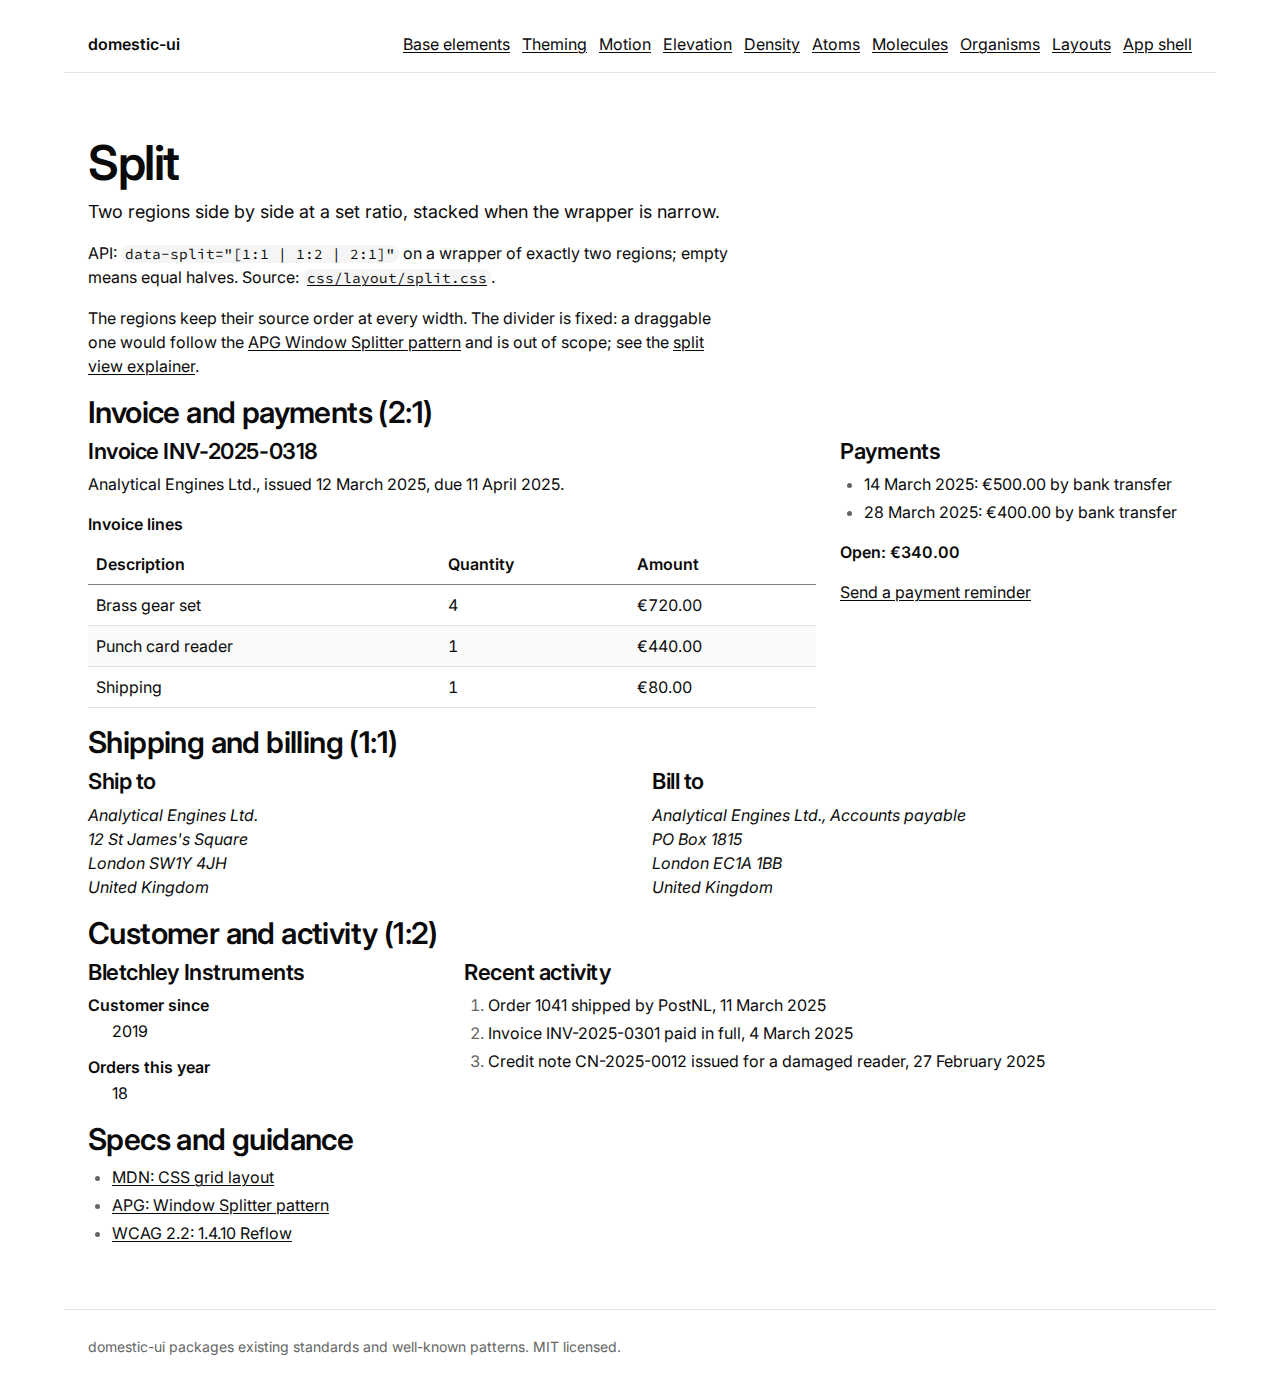 domestic-ui
Base elements Theming Motion Elevation Density Atoms Molecules Organisms Layouts App shell
Split
Two regions side by side at a set ratio, stacked when the wrapper is narrow.
API: data-split="[1:1 | 1:2 | 2:1]" on a wrapper of exactly two regions; empty
means equal halves. Source: css/layout/split.css.
The regions keep their source order at every width. The divider is fixed: a draggable
one would follow the APG Window Splitter pattern and is out of scope; see the split
view explainer.
Invoice and payments (2:1)
Invoice INV-2025-0318
Analytical Engines Ltd., issued 12 March 2025, due 11 April 2025.
Invoice lines
Description Quantity Amount
Brass gear set 4 €720.00
Punch card reader 1 €440.00
Shipping 1 €80.00
Payments
• 14 March 2025: €500.00 by bank transfer
• 28 March 2025: €400.00 by bank transfer
Open: €340.00
Send a payment reminder
Shipping and billing (1:1)
Ship to
Analytical Engines Ltd.
12 St James's Square
London SW1Y 4JH
United Kingdom
Bill to
Analytical Engines Ltd., Accounts payable
PO Box 1815
London EC1A 1BB
United Kingdom
Customer and activity (1:2)
Bletchley Instruments
Customer since
2019
Orders this year
18
Recent activity
1. Order 1041 shipped by PostNL, 11 March 2025
2. Invoice INV-2025-0301 paid in full, 4 March 2025
3. Credit note CN-2025-0012 issued for a damaged reader, 27 February 2025
Specs and guidance
• MDN: CSS grid layout
• APG: Window Splitter pattern
• WCAG 2.2: 1.4.10 Reflow
domestic-ui packages existing standards and well-known patterns. MIT licensed.